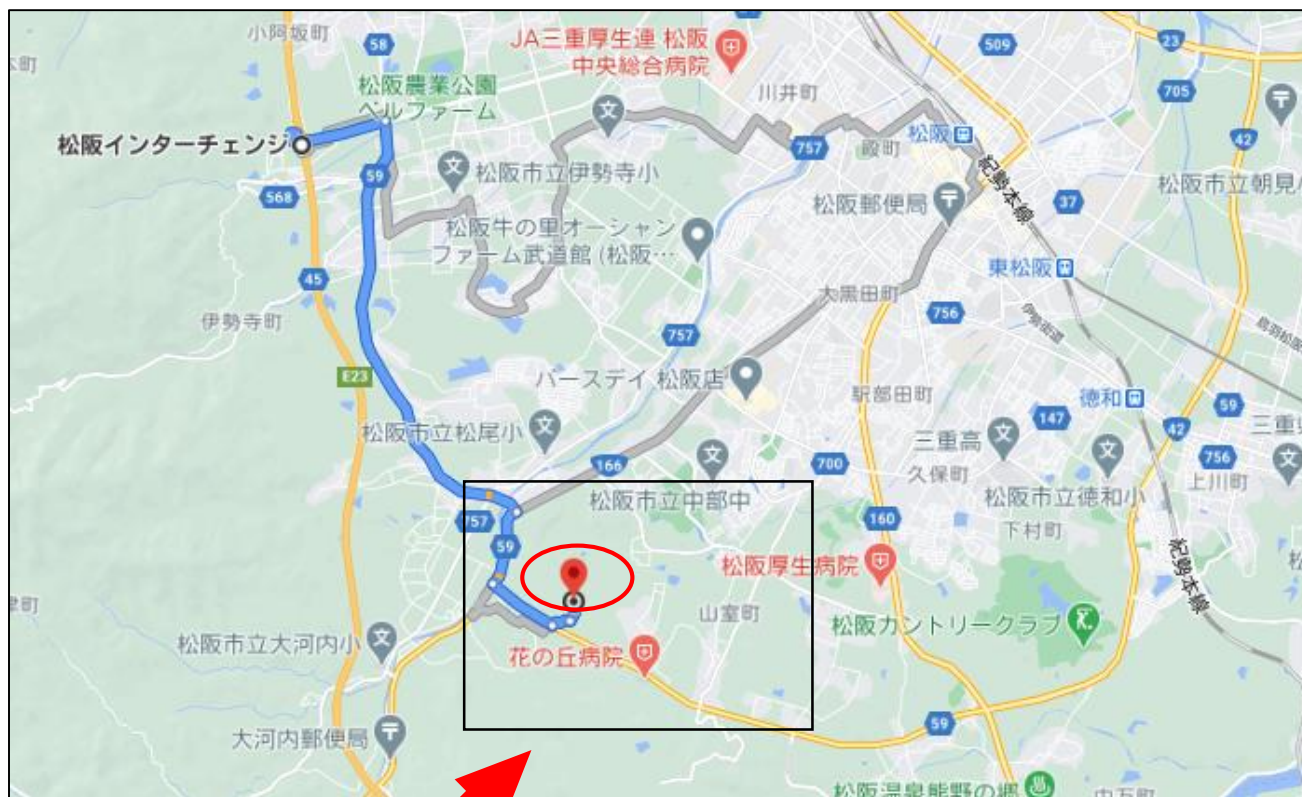 小阿坂町
58
JA三重厚生連 松阪
中央総合病院
509
23
松阪農業公園
ベルファーム
川井町
705
松阪インターチェンジ
59
松阪市立伊勢寺小
757
殿町
松阪
42
568
松阪郵便局
紀勢本線
37
松阪市立朝見小
松阪牛の里オーシャン
ファーム武道館 (松阪…
45
東松阪
伊勢寺町
大黒田町
756
伊勢街道
757
E23
バースデイ 松阪店
駅部田町
徳和
59
147
42
松阪市立松尾小
三重高
756
166
700
久保町
上川町
松阪市立中部中
松阪市立徳和小
757
160
下村町
59
松阪厚生病院
紀勢本線
山室町
松阪カントリークラブ
松阪市立大河内小
花の丘病院
59
大河内郵便局
松阪温泉熊野の郷